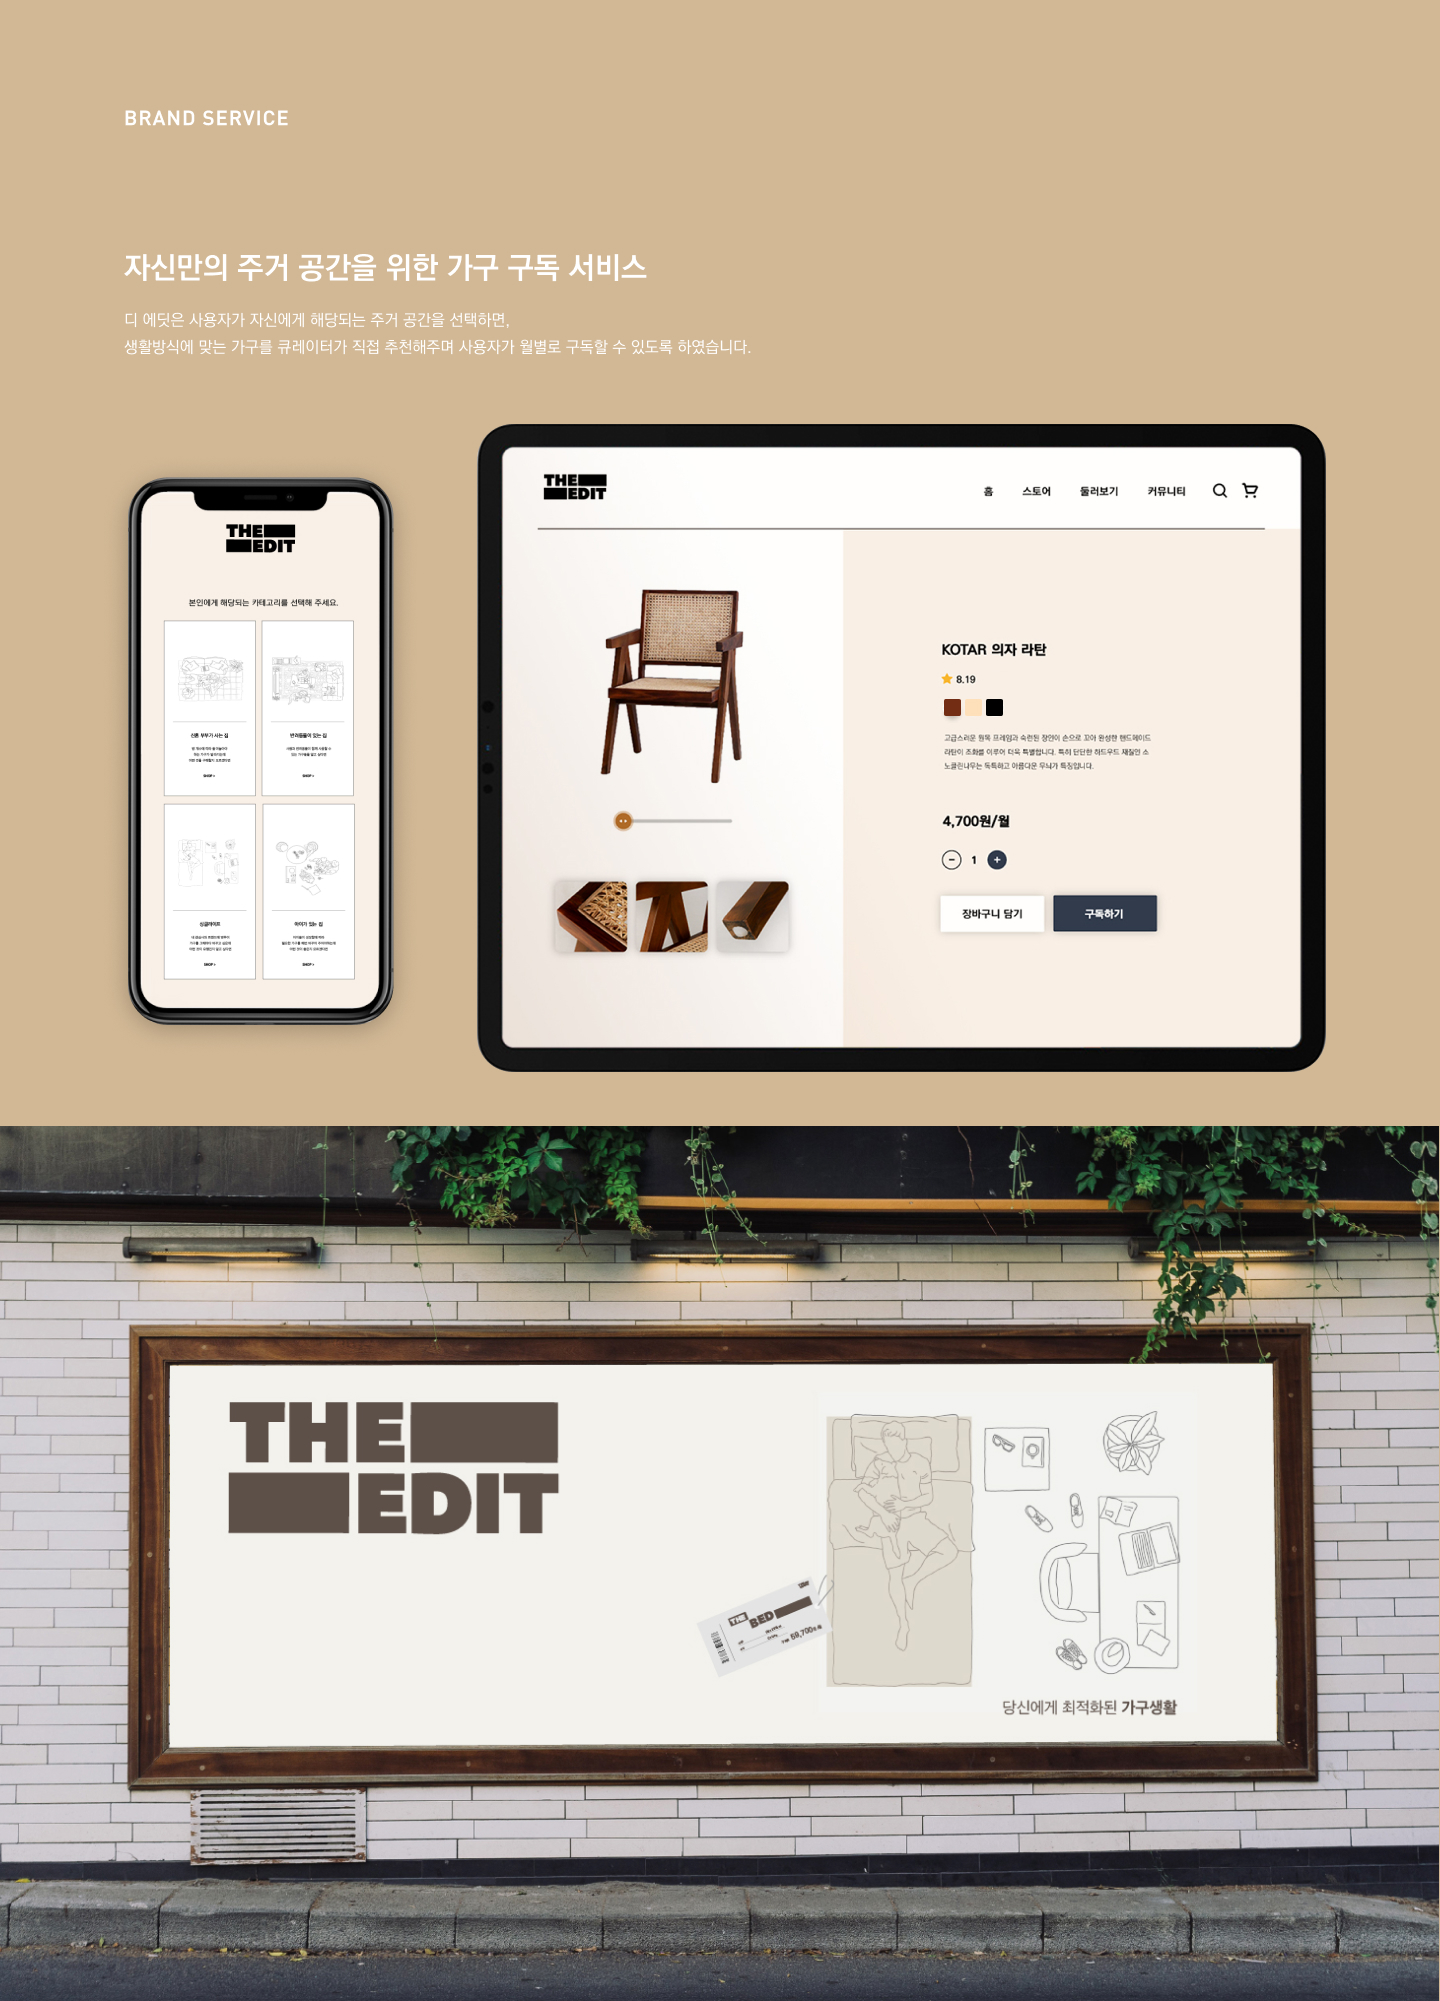 BRAND SERVICE
자신만의 주거 공간을 위한 가구 구독 서비스
디 에딧은 사용자가 자신에게 해당되는 주거 공간을 선택하면,
생활방식에 맞는 가구를 큐레이터가 직접 추천해주며 사용자가 월별로 구독할 수 있도록 하였습니다.
THE
EDIT
본인에게 해당되는 카테고리를 선택해 주세요.
신혼 부부가 사는 집
반려동물이 있는 집
SHOP >
SHOP >
싱글라이프
아이가 있는 집
SHOP >
SHOP >
THE
EDIT
홈 스토어 둘러보기 커뮤니티
KOTAR 의자 라탄
8.19
고급스러운 원목 프레임과 숙련된 장인이 손으로 꼬아 완성한 핸드메이드
라탄이 조화를 이루어 더욱 특별합니다. 특히 단단한 하드우드 재질인 소
노클린나무는 독특하고 아름다운 무늬가 특징입니다.
4,700원/월
1
장바구니 담기
구독하기
THE
EDIT
THE BED
59,700
당신에게 최적화된 가구생활